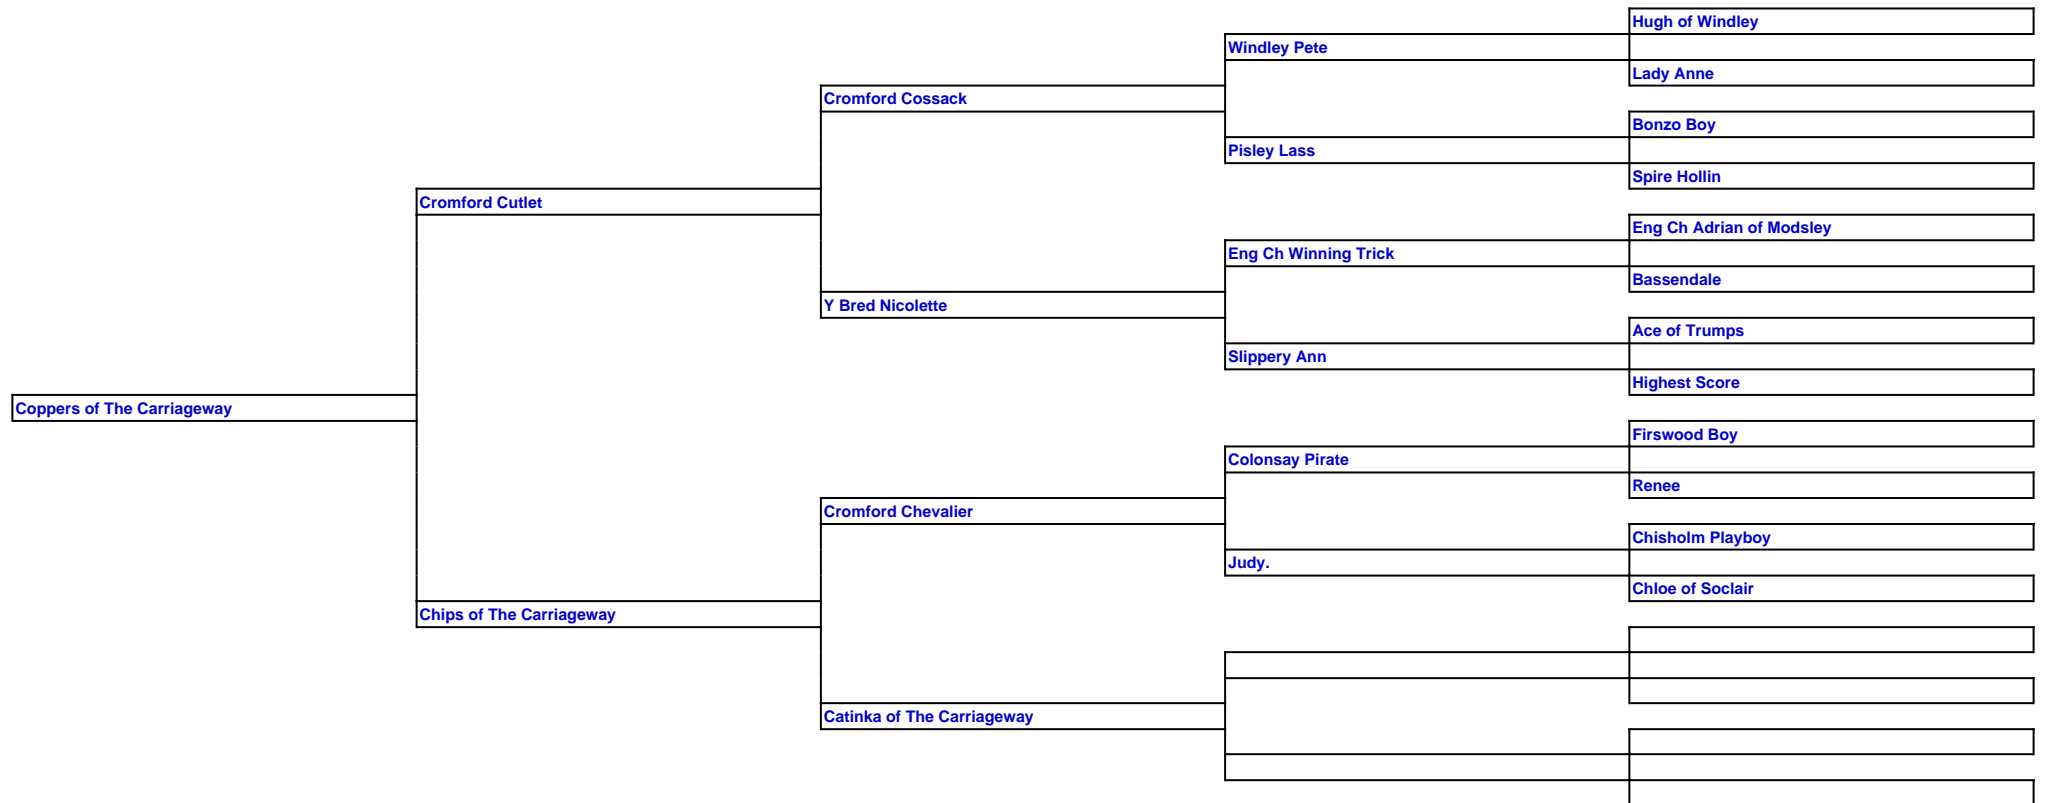 Hugh of Windley
Windley Pete
Lady Anne
Cromford Cossack
Bonzo Boy
Pisley Lass
Spire Hollin
Cromford Cutlet
Eng Ch Adrian of Modsley
Eng Ch Winning Trick
Bassendale
Y Bred Nicolette
Ace of Trumps
Slippery Ann
Highest Score
Coppers of The Carriageway
Firswood Boy
Colonsay Pirate
Renee
Cromford Chevalier
Chisholm Playboy
Judy.
Chloe of Soclair
Chips of The Carriageway
Catinka of The Carriageway